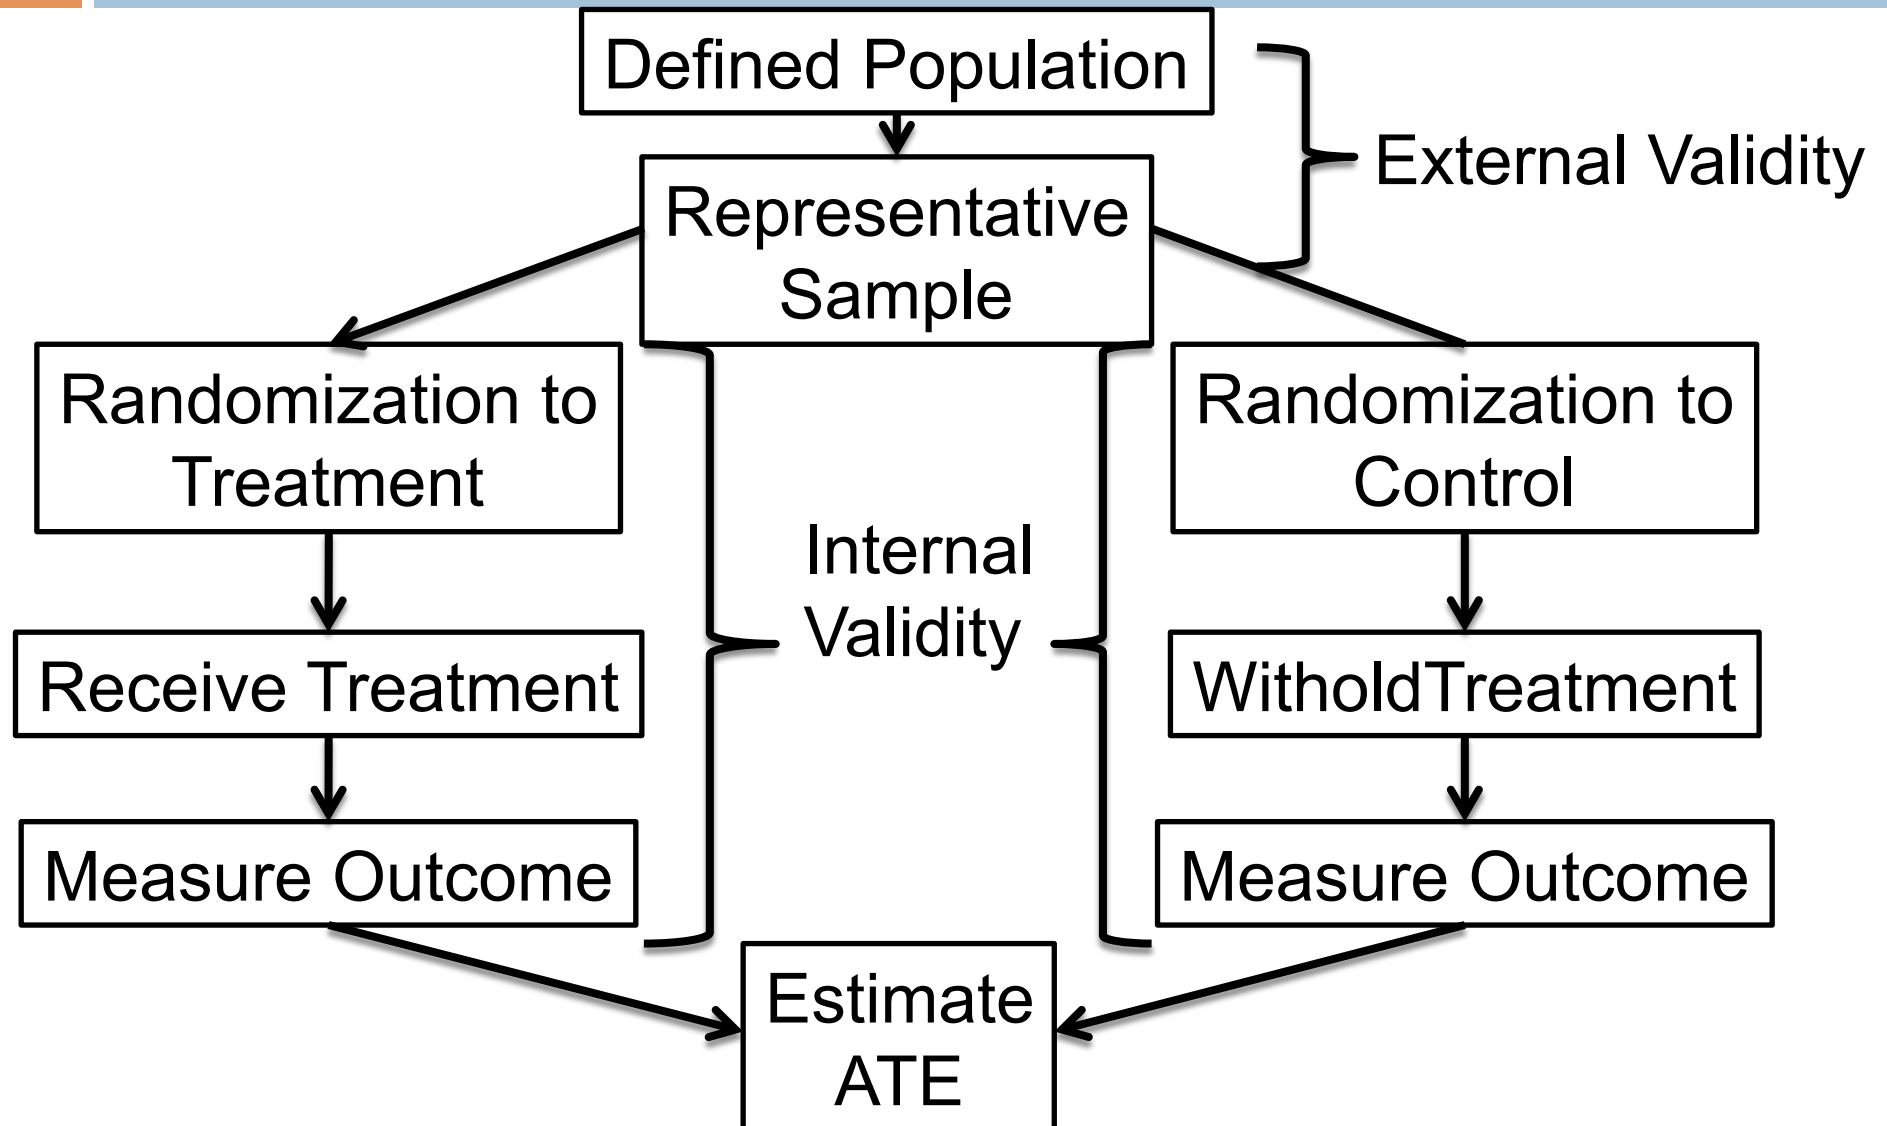 Defined Population
External Validity
Representative
Sample
Randomization to
Treatment
Randomization to
Control
Internal
Validity
Receive Treatment
WitholdTreatment
Measure Outcome
Measure Outcome
Estimate
ATE